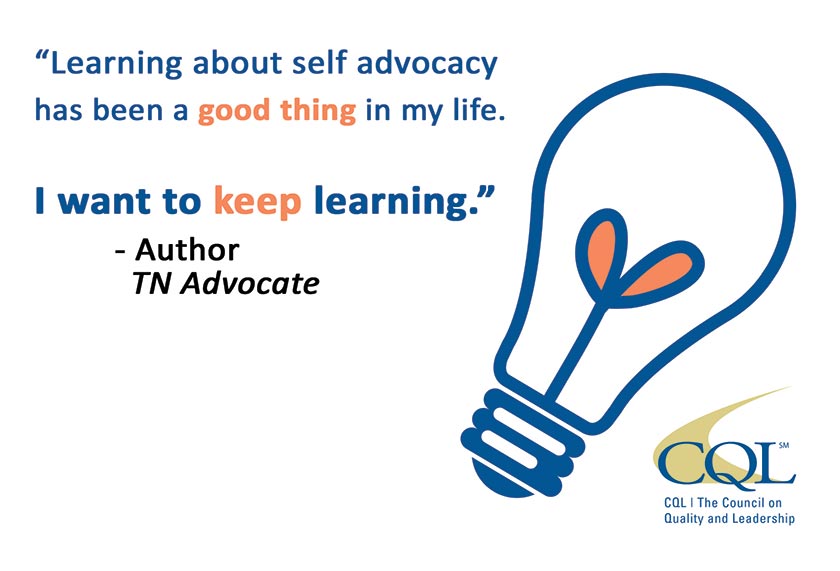 “Learning about self advocacy
has been a good thing in my life.
I want to keep learning.”
- Author
TN Advocate
CQL SM
CQL | The Council on
Quality and Leadership